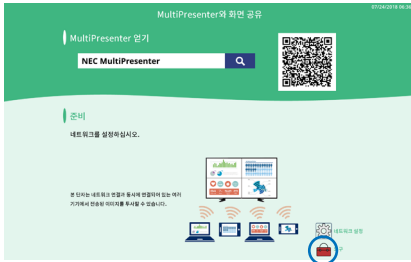 07/24/2018 06:36
MultiPresenter와 화면 공유
MultiPresenter 얻기
NEC MultiPresenter
준비
네트워크를 설정하십시오.
본 단자는 네트워크 연결과 동시에 연결되어 있는 여러
기기에서 전송된 이미지를 투사할 수 있습니다.
네트워크 설정
구